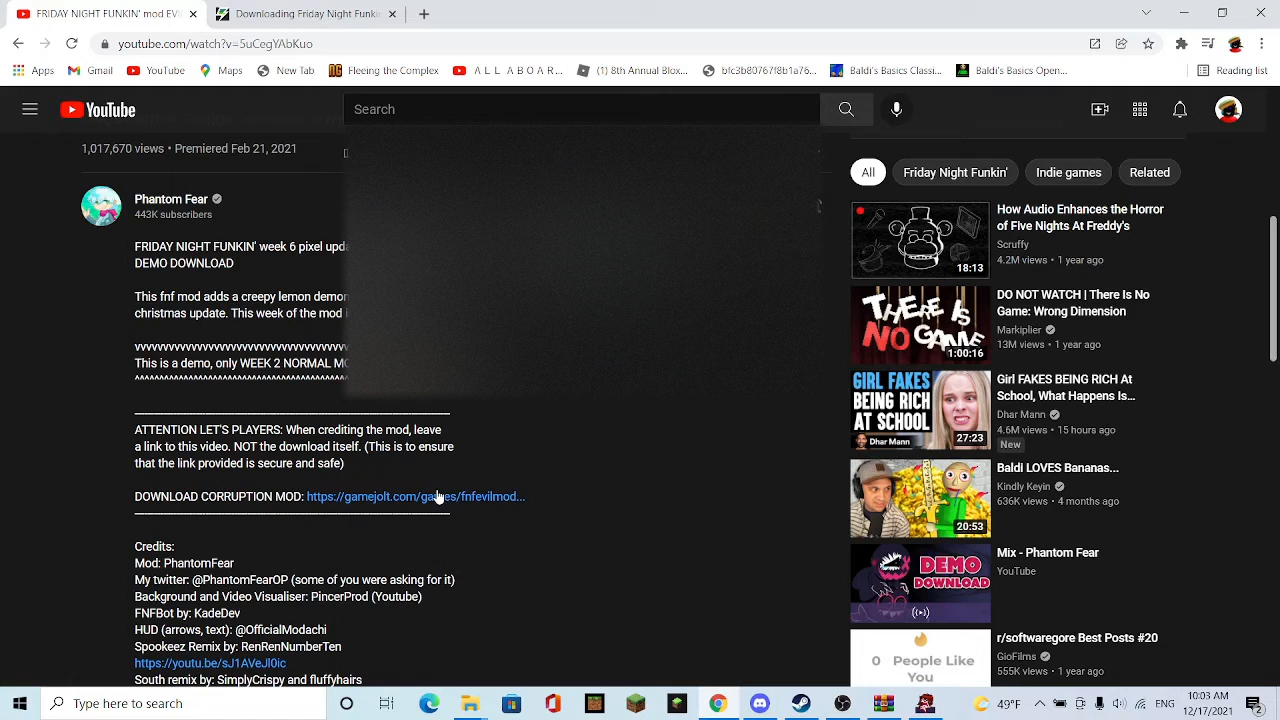 FRIDAY NIGHT FUNKIN' mod EVI
Downloading Friday Night Funkin
youtube.com/watch?v=5uCegYAbKuo
Apps
Gmail
YouTube
Maps
New Tab
Fleeing the Complex
A L L A B O A R...
(1) 8th Annual Blox...
bfc3b80767f8b1a76...
Baldi's Basics Classi...
Baldi's Basics Open...
Reading list
YouTube
Search
1,017,670 views • Premiered Feb 21, 2021
Phantom Fear
443K subscribers
FRIDAY NIGHT FUNKIN' week 6 pixel upda
DEMO DOWNLOAD
This fnf mod adds a creepy lemon demon
christmas update. This week of the mod i
vvvvvvvvvvvvvvvvvvvvvvvvvvvvvvvvvvv
This is a demo, only WEEK 2 NORMAL MO
^^^^^^^^^^^^^^^^^^^^^^^^^^^^^^^^^^^
ATTENTION LET'S PLAYERS: When crediting the mod, leave
a link to this video. NOT the download itself. (This is to ensure
that the link provided is secure and safe)
DOWNLOAD CORRUPTION MOD: https://gamejolt.com/games/fnfevilmod...
Credits:
Mod: PhantomFear
My twitter: @PhantomFearOP (some of you were asking for it)
Background and Video Visaliser: PincerProd (Youtube)
FNFBot by: KadeDev
HUD (arrows, text): @OfficialModachi
Spookeez Remix by: RenRenNumberTen
https://youtu.be/sJ1AVeJl0ic
South remix by: SimplyCrispy and fluffyhairs
All
Friday Night Funkin'
Indie games
Related
18:13
How Audio Enhances the Horror
of Five Nights At Freddy's
Scruffy
4.2M views • 1 year ago
THERE IS
NO GAME
1:00:16
DO NOT WATCH | There Is No
Game: Wrong Dimension
Markiplier
13M views • 1 year ago
GIRL FAKES
BEING RICH
AT SCHOOL
Dhar Mann
27:23
Girl FAKES BEING RICH At
School, What Happens Is...
Dhar Mann
4.6M views • 15 hours ago
New
20:53
Baldi LOVES Bananas...
Kindly Keyin
636K views • 4 months ago
DEMO
DOWNLOAD
Mix - Phantom Fear
YouTube
0 People Like
You
r/softwaregore Best Posts #20
GioFilms
555K views • 1 year ago
Type here to search
49°F
10:03 AM
12/17/2021
2